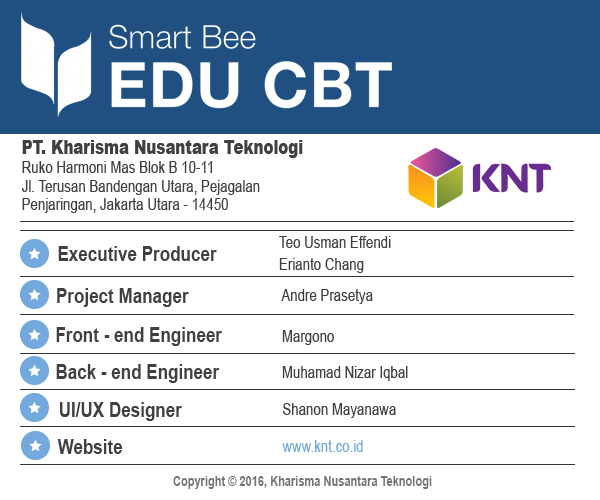 Smart Bee
EDU CBT
PT. Kharisma Nusantara Teknologi
Ruko Harmoni Mas Blok B 10-11
Jl. Terusan Bandengan Utara, Pejagalan
Penjaringan, Jakarta Utara - 14450
KNT
Executive Producer
Teo Usman Effendi
Erianto Chang
Project Manager
Andre Prasetya
Front - end Engineer
Margono
Back - end Engineer
Muhamad Nizar Iqbal
UI/UX Designer
Shanon Mayanawa
Website
www.knt.co.id
Copyright © 2016, Kharisma Nusantara Teknologi